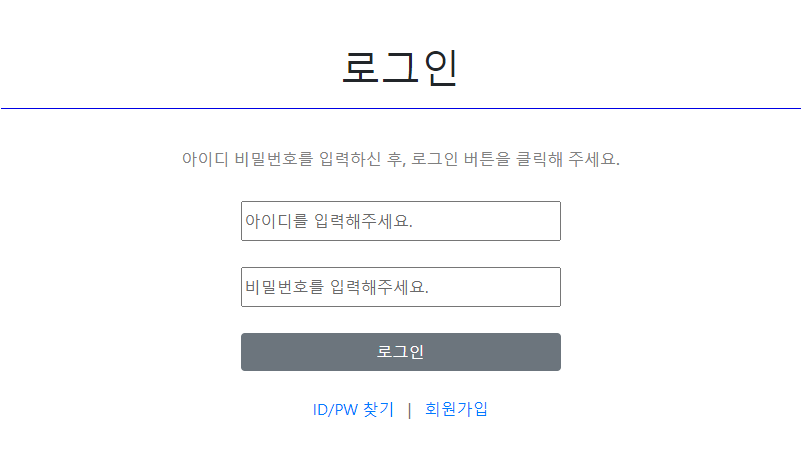 로그인
아이디 비밀번호를 입력하신 후, 로그인 버튼을 클릭해 주세요.
아이디를 입력해주세요.
비밀번호를 입력해주세요.
로그인
ID/PW 찾기 | 회원가입